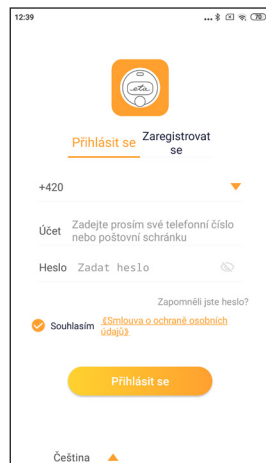 12:39
70
eta
Přihlásit se
Zaregistrovat
se
+420
Účet
Zadejte prosím své telefonní číslo
nebo poštovní schránku
Heslo
Zadat heslo
Zapomněli jste heslo?
Souhlasím
《Smlouva o ochraně osobních
údajů》
Přihlásit se
Čeština